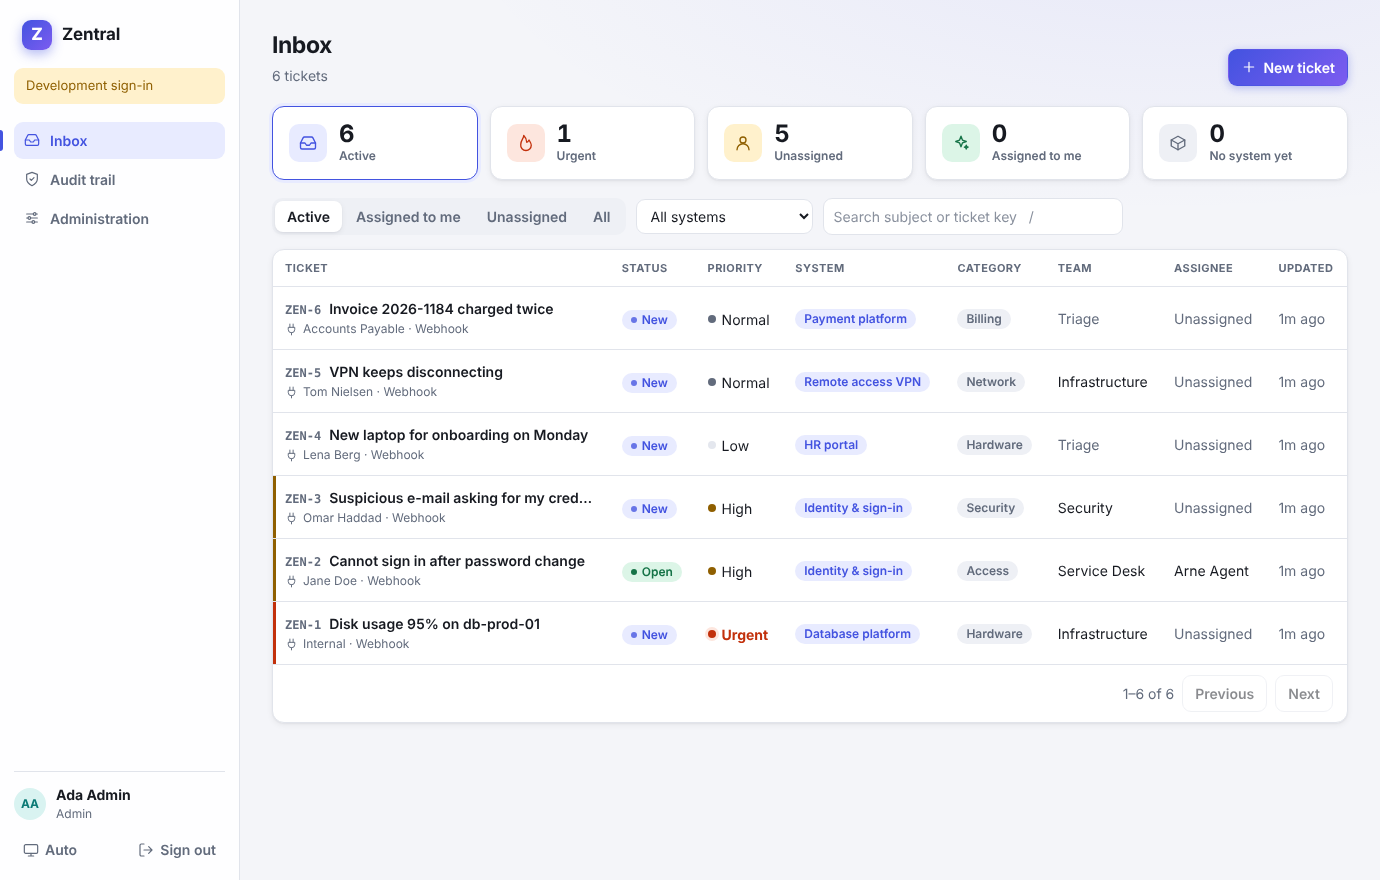 Z Zentral
Development sign-in
Inbox
Audit trail
Administration
AA Ada Admin
Admin
Auto Sign out
Inbox
6 tickets
+ New ticket
6
Active
1
Urgent
5
Unassigned
0
Assigned to me
0
No system yet
Active Assigned to me Unassigned All All systems Search subject or ticket key /
TICKET STATUS PRIORITY SYSTEM CATEGORY TEAM ASSIGNEE UPDATED
ZEN-6 Invoice 2026-1184 charged twice New Normal Payment platform Billing Triage Unassigned 1m ago
Accounts Payable · Webhook
ZEN-5 VPN keeps disconnecting New Normal Remote access VPN Network Infrastructure Unassigned 1m ago
Tom Nielsen · Webhook
ZEN-4 New laptop for onboarding on Monday New Low HR portal Hardware Triage Unassigned 1m ago
Lena Berg · Webhook
ZEN-3 Suspicious e-mail asking for my cred… New High Identity & sign-in Security Security Unassigned 1m ago
Omar Haddad · Webhook
ZEN-2 Cannot sign in after password change Open High Identity & sign-in Access Service Desk Arne Agent 1m ago
Jane Doe · Webhook
ZEN-1 Disk usage 95% on db-prod-01 New Urgent Database platform Hardware Infrastructure Unassigned 1m ago
Internal · Webhook
1–6 of 6 Previous Next